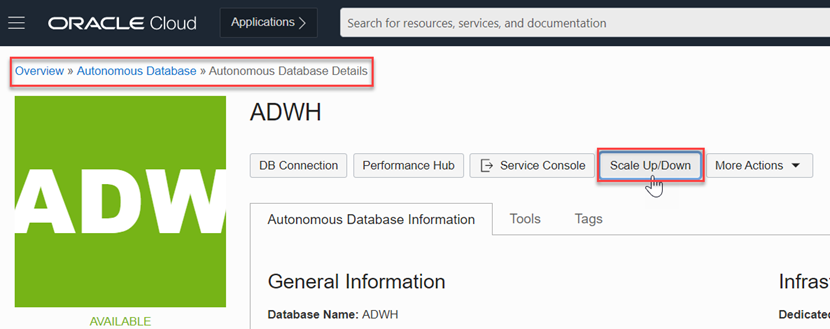 ORACLE Cloud
Applications
Search for resources, services, and documentation
Overview » Autonomous Database » Autonomous Database Details
ADW
AVAILABLE
ADWH
DB Connection
Performance Hub
Service Console
Scale Up/Down
More Actions
Autonomous Database Information
Tools
Tags
General Information
Database Name: ADWH
Infras
Dedicated